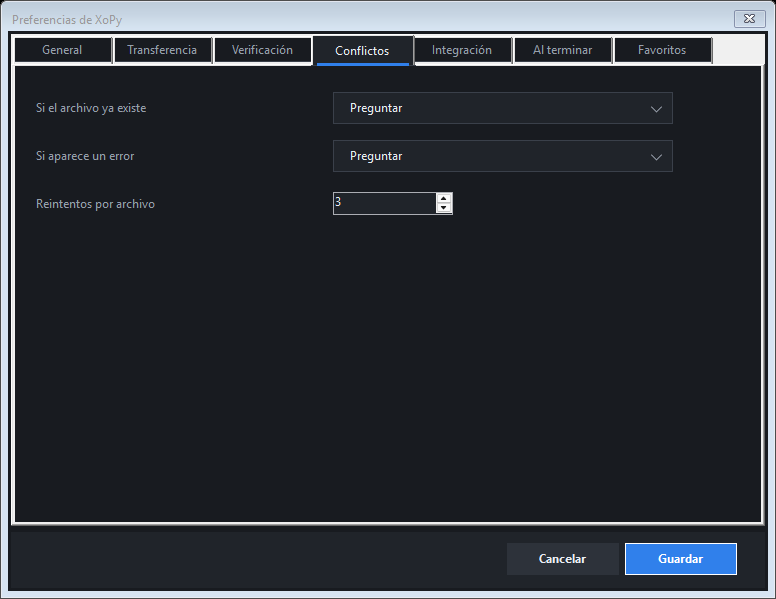 Preferencias de XoPy
General
Transferencia
Verificación
Conflictos
Integración
Al terminar
Favoritos
Si el archivo ya existe
Preguntar
Si aparece un error
Preguntar
Reintentos por archivo
3
Cancelar
Guardar